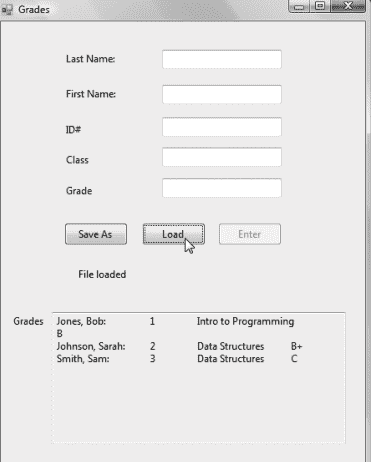 Grades
Last Name:
First Name:
ID#
Class
Grade
Save As Load Enter
File loaded
Grades Jones, Bob: 1 Intro to Programming
B
Johnson, Sarah: 2 Data Structures B+
Smith, Sam: 3 Data Structures C